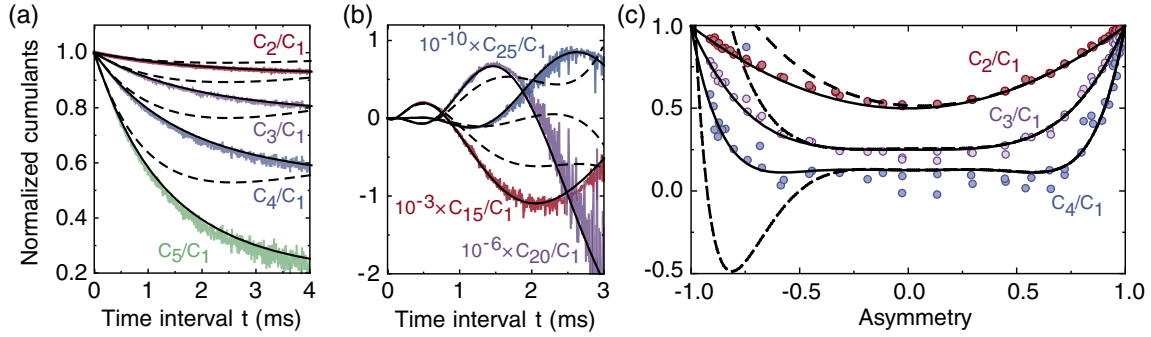 (a)
Normalized cumulants
1.0
0.8
0.6
0.4
0.2
C2/C1
C3/C1
C4/C1
C5/C1
0 1 2 3 4
Time interval t (ms)
(b)
1
0
-1
-2
10-10×C25/C1
10-3×C15/C1
10-6×C20/C1
0 1 2 3
Time interval t (ms)
(c)
1.0
0.5
0.0
-0.5
C2/C1
C3/C1
C4/C1
-1.0 -0.5 0.0 0.5 1.0
Asymmetry